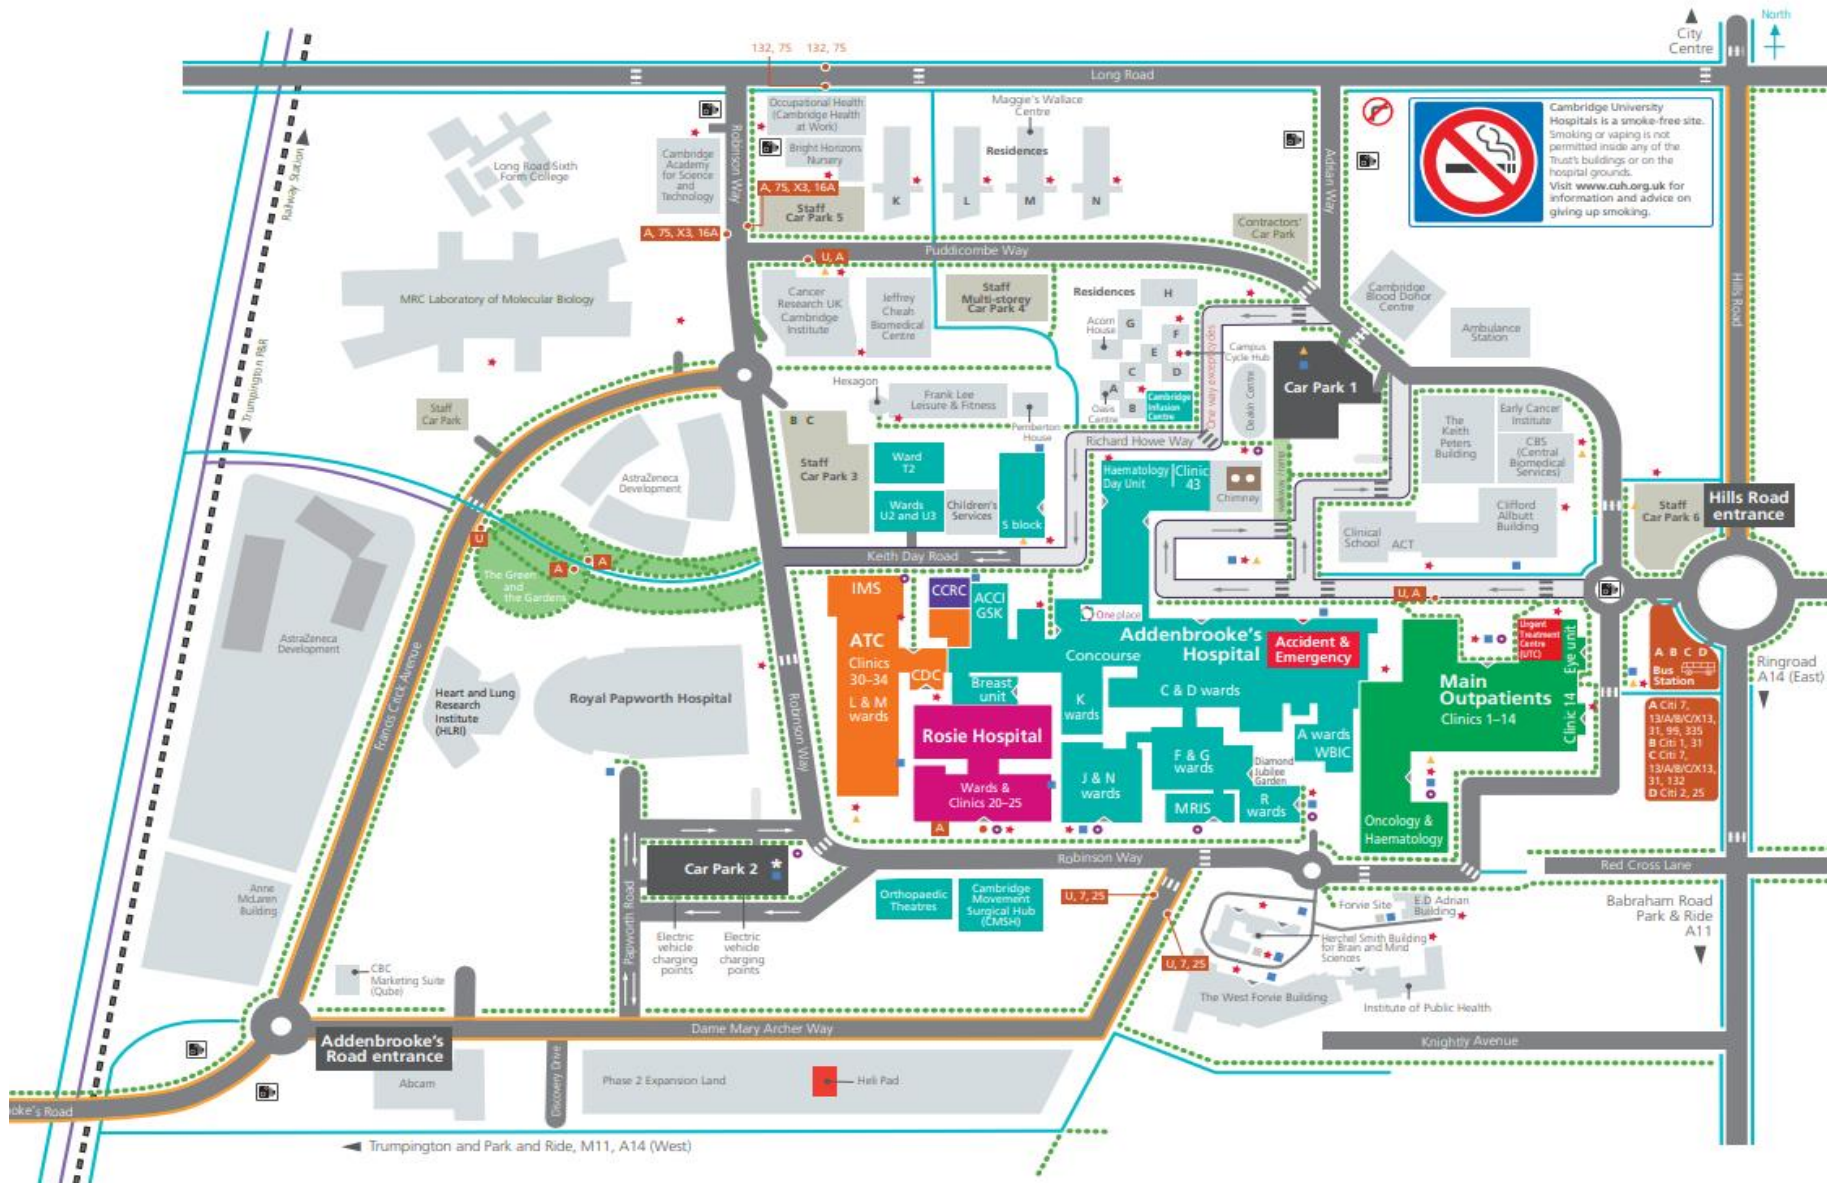 132, 75
132, 75
City
Centre
North
Long Road
Railway Station
Trumpington P&R
Long Road Sixth
Form College
Cambridge
Academy
for Science
and
Technology
Robinson Way
Occupational Health
(Cambridge Health
at Work)
Bright Horizons
Nursery
A, 75, X3, 16A
Staff
Car Park 5
A, 75, X3, 16A
Maggie's Wallace
Centre
Residences
K
L
M
N
Adrian Way
Contractors'
Car Park
Cambridge University
Hospitals is a smoke-free site.
Smoking or vaping is not
permitted inside any of the
Trust's buildings or on the
hospital grounds.
Visit www.cuh.org.uk for
information and advice on
giving up smoking.
Hills Road
Puddicombe Way
U, A
MRC Laboratory of Molecular Biology
Cancer
Research UK
Cambridge
Institute
Jeffrey
Cheah
Biomedical
Centre
Staff
Multi-storey
Car Park 4
Residences
H
G
F
E
C
D
A
B
Acorn
House
Oasis
Centre
Cambridge
Infusion
Centre
Campus
Cycle Hub
One way except cycles
Deakin Centre
Car Park 1
Cambridge
Blood Donor
Centre
Ambulance
Station
Staff
Car Park
Hexagon
Frank Lee
Leisure & Fitness
Pemberton
House
Richard Howe Way
The
Keith
Peters
Building
Early Cancer
Institute
CBS
(Central
Biomedical
Services)
AstraZeneca
Development
B C
Staff
Car Park 3
Ward
T2
Wards
U2 and U3
Children's
Services
S block
Haematology
Day Unit
Clinic
43
Chimney
walkway ramp
Clinical
School
ACT
Clifford
Allbutt
Building
Staff
Car Park 6
Hills Road
entrance
Keith Day Road
U
A
A
The Green
and
the Gardens
U, A
IMS
ATC
Clinics
30–34
L & M
wards
CCRC
ACCI
GSK
CDC
One place
Addenbrooke's
Hospital
Accident &
Emergency
Concourse
Breast
unit
K
wards
C & D wards
A wards
WBIC
F & G
wards
Diamond
Jubilee
Garden
J & N
wards
MRIS
R
wards
Rosie Hospital
Wards &
Clinics 20–25
Urgent
Treatment
Centre
(UTC)
Eye unit
Main
Outpatients
Clinics 1–14
Clinic 14
Oncology &
Haematology
A B C D
Bus
Station
A Citi 7,
13/A/B/C/X13,
31, 99, 335
B Citi 1, 31
C Citi 7,
13/A/B/C/X13,
31, 132
D Citi 2, 25
Ringroad
A14 (East)
AstraZeneca
Development
Francis Crick Avenue
Heart and Lung
Research
Institute
(HLRI)
Royal Papworth Hospital
Robinson Way
A
Robinson Way
Red Cross Lane
Car Park 2
*
Papworth Road
Electric
vehicle
charging
points
Electric
vehicle
charging
points
Orthopaedic
Theatres
Cambridge
Movement
Surgical Hub
(CMSH)
U, 7, 25
U, 7, 25
Forvie Site
E.D Adrian
Building
Herchel Smith Building
for Brain and Mind
Sciences
The West Forvie Building
Institute of Public Health
Babraham Road
Park & Ride
A11
Anne
McLaren
Building
CBC
Marketing Suite
(Qube)
Addenbrooke's
Road entrance
Dame Mary Archer Way
Knightly Avenue
Abcam
Discovery Drive
Phase 2 Expansion Land
Heli Pad
oke's Road
Trumpington and Park and Ride, M11, A14 (West)